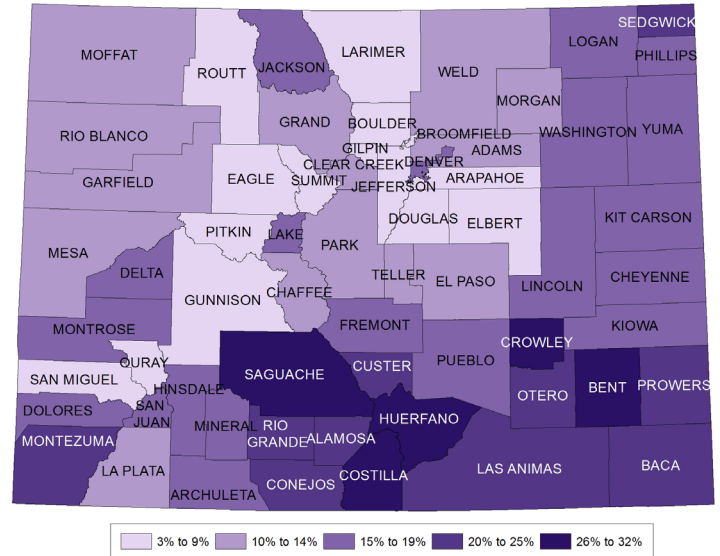 SEDGWICK
LARIMER
LOGAN
MOFFAT
JACKSON
PHILLIPS
ROUTT
WELD
MORGAN
GRAND
BOULDER
RIO BLANCO
BROOMFIELD
WASHINGTON
YUMA
GILPIN
ADAMS
CLEAR CREEK
DENVER
GARFIELD
EAGLE
SUMMIT
JEFFERSON
ARAPAHOE
DOUGLAS
ELBERT
KIT CARSON
PITKIN
LAKE
PARK
MESA
DELTA
TELLER
EL PASO
LINCOLN
CHEYENNE
GUNNISON
CHAFFEE
MONTROSE
FREMONT
KIOWA
CROWLEY
OURAY
PUEBLO
SAN MIGUEL
SAGUACHE
CUSTER
HINSDALE
OTERO
BENT
PROWERS
DOLORES
SAN
JUAN
HUERFANO
MINERAL
RIO
GRANDE
ALAMOSA
MONTEZUMA
LA PLATA
COSTILLA
LAS ANIMAS
BACA
CONEJOS
ARCHULETA
3% to 9%
10% to 14%
15% to 19%
20% to 25%
26% to 32%